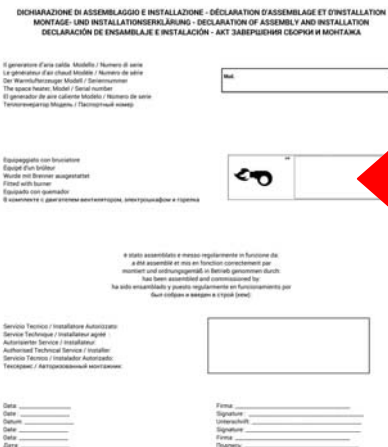 DICHIARAZIONE DI ASSEMBLAGGIO E INSTALLAZIONE - DÉCLARATION D'ASSEMBLAGE ET D'INSTALLATION
MONTAGE- UND INSTALLATIONSERKLÄRUNG - DECLARATION OF ASSEMBLY AND INSTALLATION
DECLARACIÓN DE ENSAMBLAJE E INSTALACIÓN - АКТ ЗАВЕРШЕНИЯ СБОРКИ И МОНТАЖА
Il generatore d'aria calda Modello / Numero di serie
Le générateur d'air chaud Modèle / Numéro de série
Der Warmlufterzeuger Modell / Seriennummer
The space heater, Model / Serial number
El generador de aire caliente Modélo / Número de série
Теплогенератор Модель / Паспортный номер
Mod.
Equipaggiato con bruciatore
Equipé d'un brûleur
Wurde mit Brenner ausgestattet
Fitted with burner
Equipado con quemador
В комплекте с двигателем вентилятором, электрошкафом и горелка
è stato assemblato e messo regolarmente in funzione da
a été assemblé et mis en fonction correctement par
montiert und ordnungsgemäß in Betrieb genommen durch
has been assembled and commissioned by
ha sido ensamblado y puesto regularmente en funcionamiento por
был собран и введен в строй (кем):
Servizio Tecnico / Installatore Autorizzato:
Service Technique / Installateur agréé :
Autorisierter Service / Installateur:
Authorised Technical Service / Installer
Servicio Técnico / Instalador Autorizado:
Техсервис / Авторизованный монтажник:
Data:
Date :
Datum:
Date:
Data:
Дата
Firma:
Signature :
Unterschrift:
Signature
Firma:
Подпись: